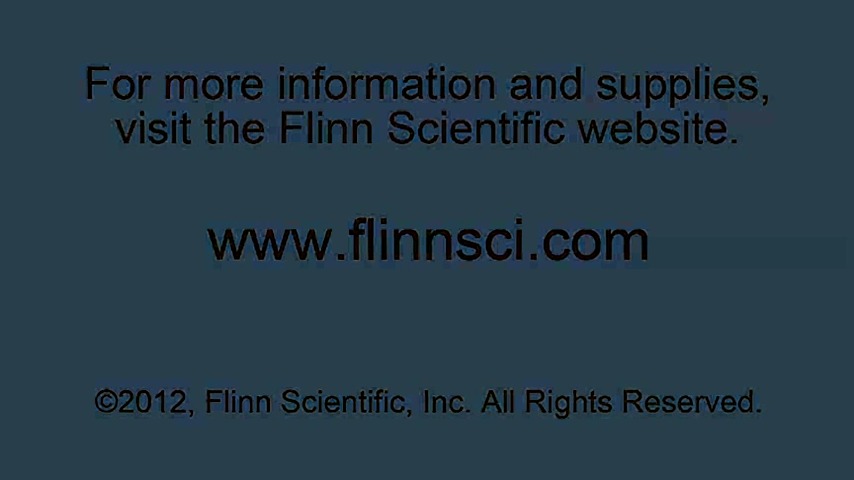 For more information and supplies,
visit the Flinn Scientific website.
www.flinnsci.com
©2012, Flinn Scientific, Inc. All Rights Reserved.